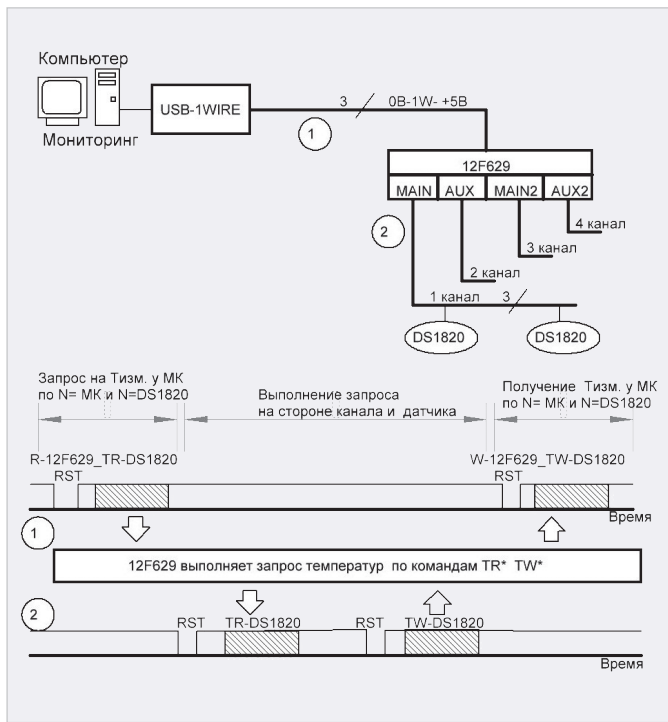 Компьютер
USB-1WIRE
3
0В-1W- +5В
Мониторинг
1
12F629
MAIN AUX MAIN2 AUX2
2
4 канал
3 канал
2 канал
1 канал 3
DS1820 DS1820
Запрос на Tизм. у МК
по N= МК и N=DS1820
Выполнение запроса
на стороне канала и датчика
Получение Tизм. у МК
по N= МК и N=DS1820
R-12F629_TR-DS1820
W-12F629_TW-DS1820
RST
RST
Время
1
12F629 выполняет запрос температур по командам TR* TW*
2
RST TR-DS1820 RST TW-DS1820
Время